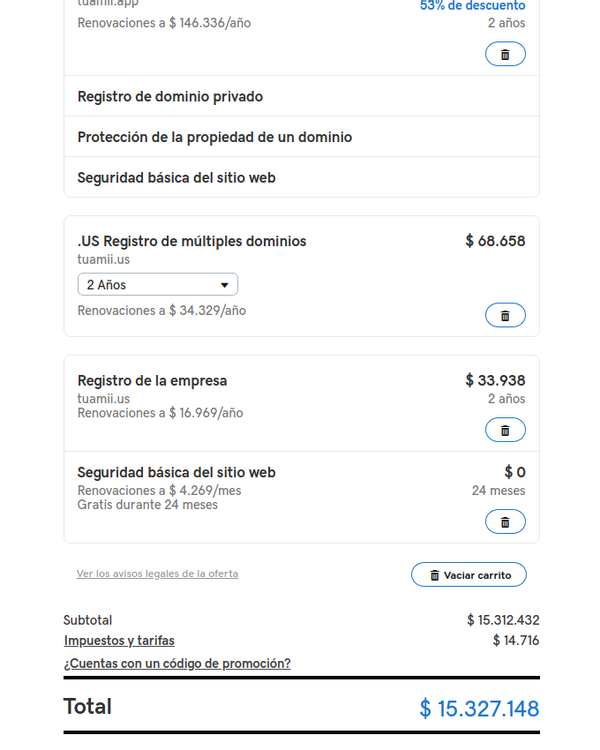 tuamii.app
53% de descuento
Renovaciones a $ 146.336/año
2 años
Registro de dominio privado
Protección de la propiedad de un dominio
Seguridad básica del sitio web
.US Registro de múltiples dominios
$ 68.658
tuamii.us
2 Años
Renovaciones a $ 34.329/año
Registro de la empresa
$ 33.938
tuamii.us
2 años
Renovaciones a $ 16.969/año
Seguridad básica del sitio web
$ 0
Renovaciones a $ 4.269/mes
24 meses
Gratis durante 24 meses
Ver los avisos legales de la oferta
Vaciar carrito
Subtotal
$ 15.312.432
Impuestos y tarifas
$ 14.716
¿Cuentas con un código de promoción?
Total
$ 15.327.148